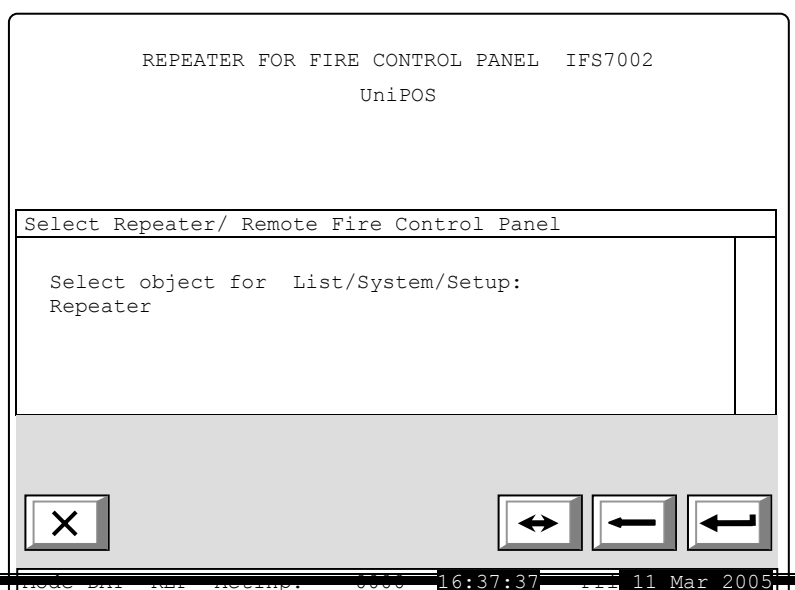 REPEATER FOR FIRE CONTROL PANEL IFS7002
UniPOS
Select Repeater/ Remote Fire Control Panel
Select object for List/System/Setup:
Repeater
16:37:37 11 Mar 2005